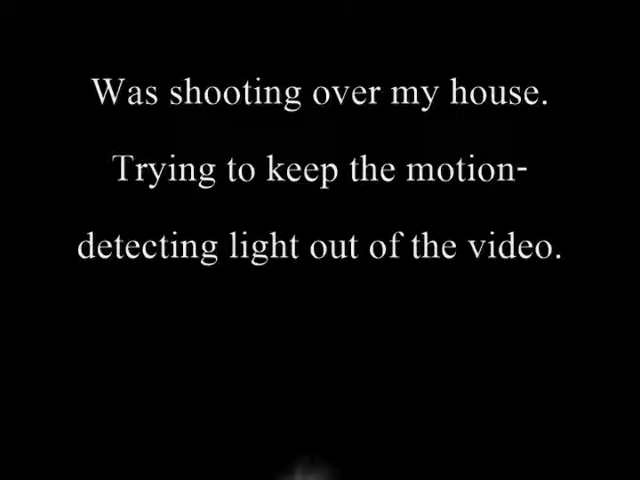 Was shooting over my house.
Trying to keep the motion-
detecting light out of the video.